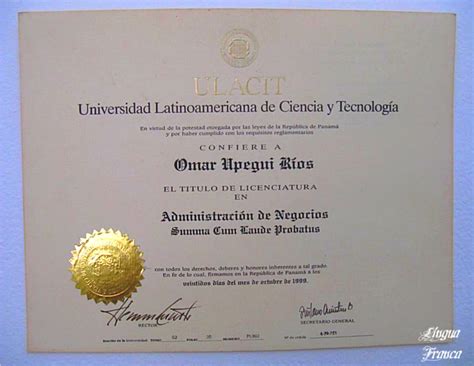 ULACIT
Universidad Latinoamericana de Ciencia y Tecnología
En virtud de la potestad otorgada por las leyes de la República de Panamá
y por haber cumplido con los requisitos reglamentarios
CONFIERE A
Omar Upegui Ríos
EL TITULO DE LICENCIATURA
EN
Administración de Negocios
Summa Cum Laude Probatus
con todos los derechos, deberes y honores inherentes a tal grado.
En fe de lo cual, firmamos en la República de Panamá a los
veintidos días del mes de octubre de 1999.
RECTOR
SECRETARIO GENERAL
Lingua
Franca